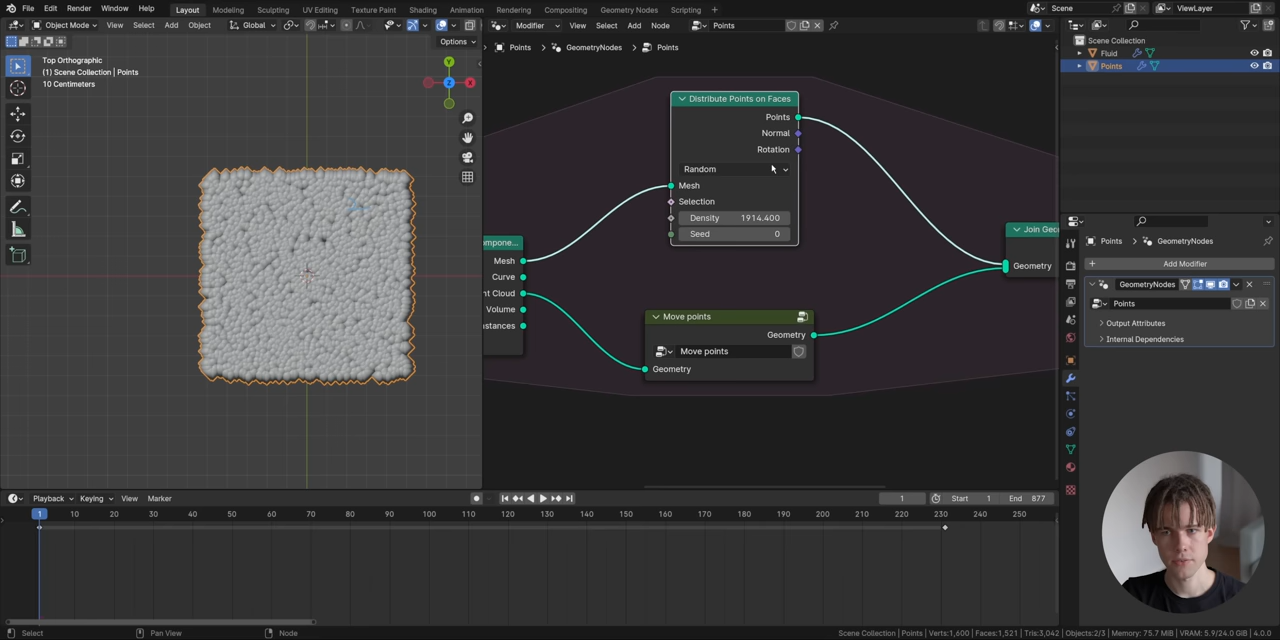 File Edit Render Window Help Layout Modeling Sculpting UV Editing Texture Paint Shading Animation Rendering Compositing Geometry Nodes Scripting + Scene ViewLayer
Object Mode View Select Add Object Global
Modifier View Select Add Node Points
Options
Points > GeometryNodes > Points
Top Orthographic
(1) Scene Collection | Points
10 Centimeters
Y
Z
X
Distribute Points on Faces
Points
Normal
Rotation
Random
Mesh
Selection
Density 1914.400
Seed 0
Mesh
Curve
Volume
Move points
Geometry
Move points
Geometry
Geometry
Scene Collection
Fluid
Points
Points > GeometryNodes
Add Modifier
GeometryNodes
Points
Output Attributes
Internal Dependencies
Playback Keying View Marker
1 Start 1 End 877
1 10 20 30 40 50 60 70 80 90 100 110 120 130 140 150 160 170 180 190 200 210 220 230 240 250
Select Pan View Node
Scene Collection | Points | Verts:1,600 | Faces:1,521 | Tris:3,042 | Objects:2/3 | Memory: 75.7 MiB | VRAM: 5.9/24.0 GiB | 4.0.0